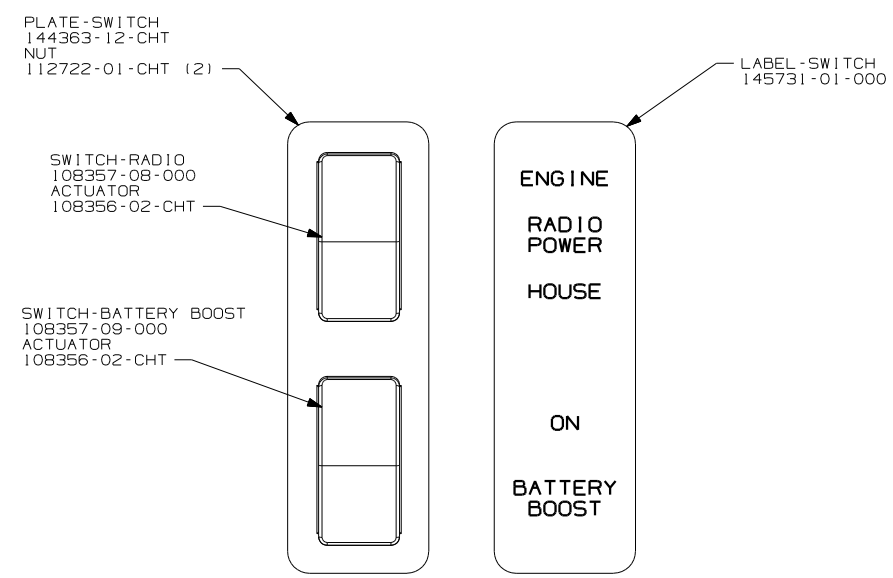 PLATE-SWITCH
144363-12-CHT
NUT
112722-01-CHT (2)
LABEL-SWITCH
145731-01-000
SWITCH-RADIO
108357-08-000
ACTUATOR
108356-02-CHT
ENGINE
RADIO
POWER
HOUSE
SWITCH-BATTERY BOOST
108357-09-000
ACTUATOR
108356-02-CHT
ON
BATTERY
BOOST